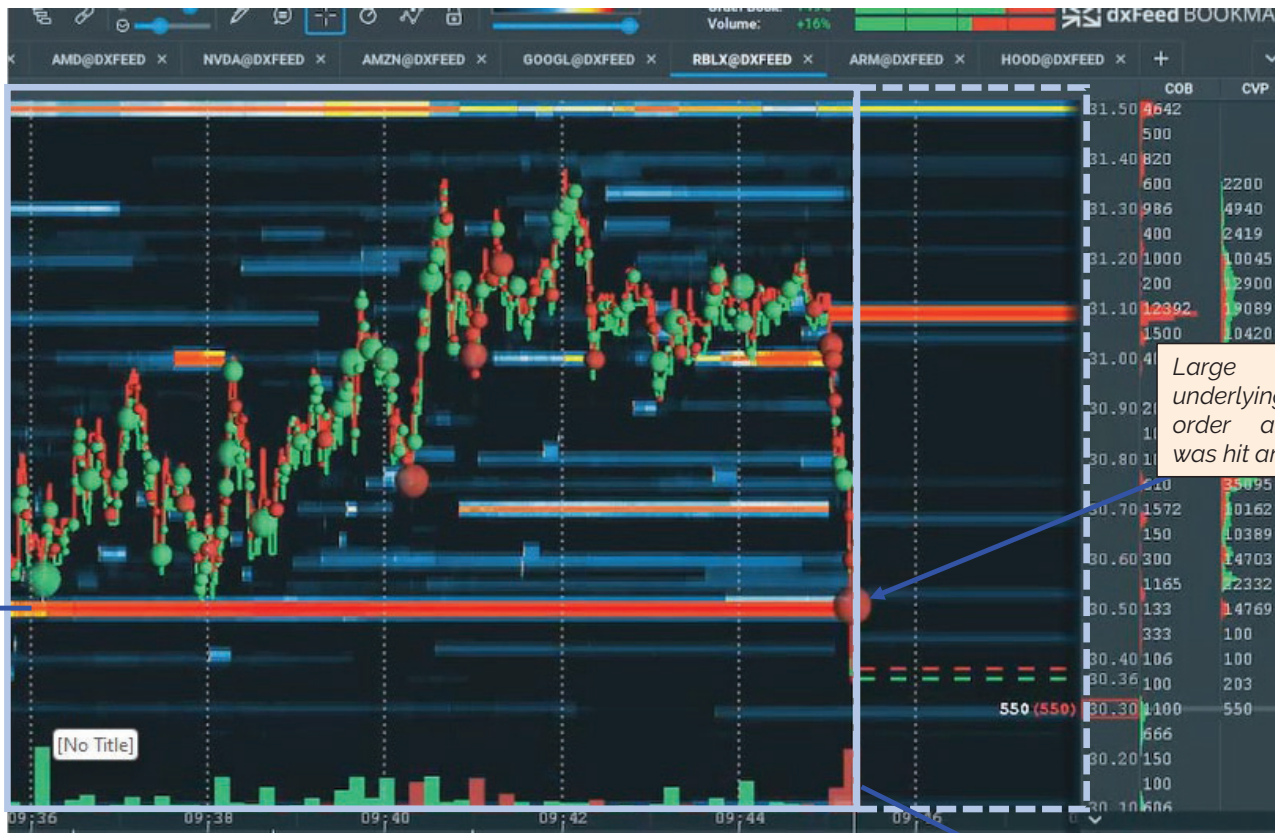 Volume: +16%
dxFeed BOOKMA
AMD@DXFEED × NVDA@DXFEED × AMZN@DXFEED × GOOGL@DXFEED × RBLX@DXFEED × ARM@DXFEED × HOOD@DXFEED × +
COB CVP
31.50 4642
500
31.40 820
600 2200
31.30 986 4940
400 2419
31.20 1000 10045
200 12900
31.10 12392 19089
1500 10420
31.00
30.90
30.80
30.70 1572 10162
150 10389
30.60 300 14703
1165 22332
30.50 133 14769
333 100
30.40 106 100
30.36
100 203
550 (550) 30.30 1100 550
666
30.20 150
100
30.10 606
Large
underlying
order a
was hit an
[No Title]
09:36 09:38 09:40 09:42 09:44